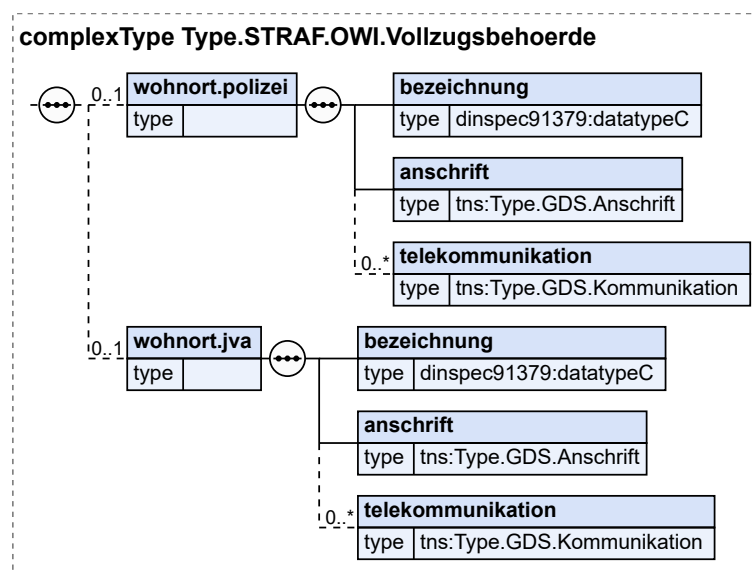 complexType Type.STRAF.OWI.Vollzugsbehoerde
0..1
wohnort.polizei
type
bezeichnung
type dinspec91379:datatypeC
anschrift
type tns:Type.GDS.Anschrift
0..*
telekommunikation
type tns:Type.GDS.Kommunikation
0..1
wohnort.jva
type
bezeichnung
type dinspec91379:datatypeC
anschrift
type tns:Type.GDS.Anschrift
0..*
telekommunikation
type tns:Type.GDS.Kommunikation